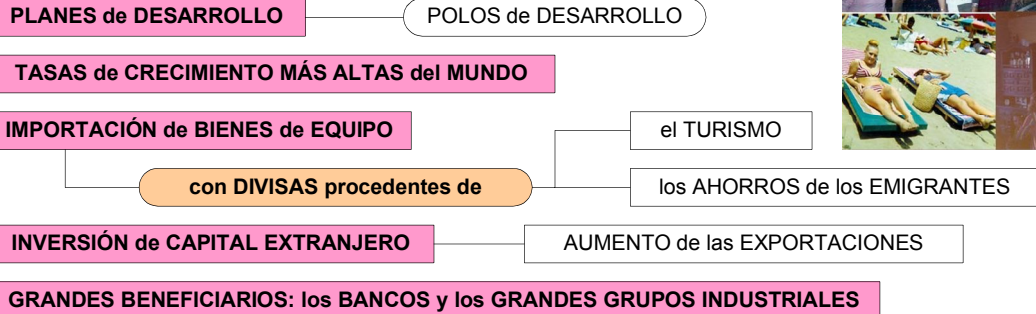 PLANES de DESARROLLO
POLOS de DESARROLLO
TASAS de CRECIMIENTO MÁS ALTAS del MUNDO
IMPORTACIÓN de BIENES de EQUIPO
el TURISMO
con DIVISAS procedentes de
los AHORROS de los EMIGRANTES
INVERSIÓN de CAPITAL EXTRANJERO
AUMENTO de las EXPORTACIONES
GRANDES BENEFICIARIOS: los BANCOS y los GRANDES GRUPOS INDUSTRIALES